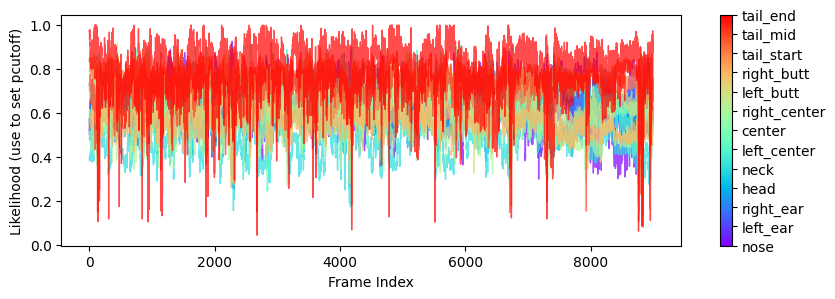 Likelihood (use to set pcutoff)
1.0
0.8
0.6
0.4
0.2
0.0
0
2000
4000
6000
8000
Frame Index
tail_end
tail_mid
tail_start
right_butt
left_butt
right_center
center
left_center
neck
head
right_ear
left_ear
nose